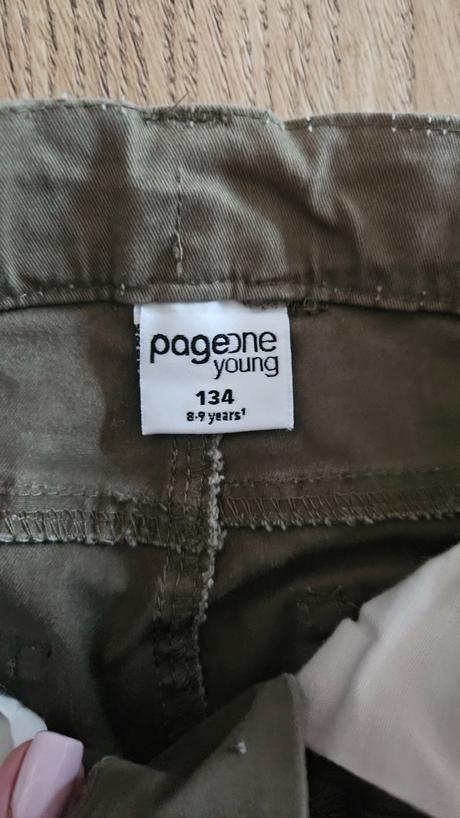 pageone
young
134
8-9 years¹